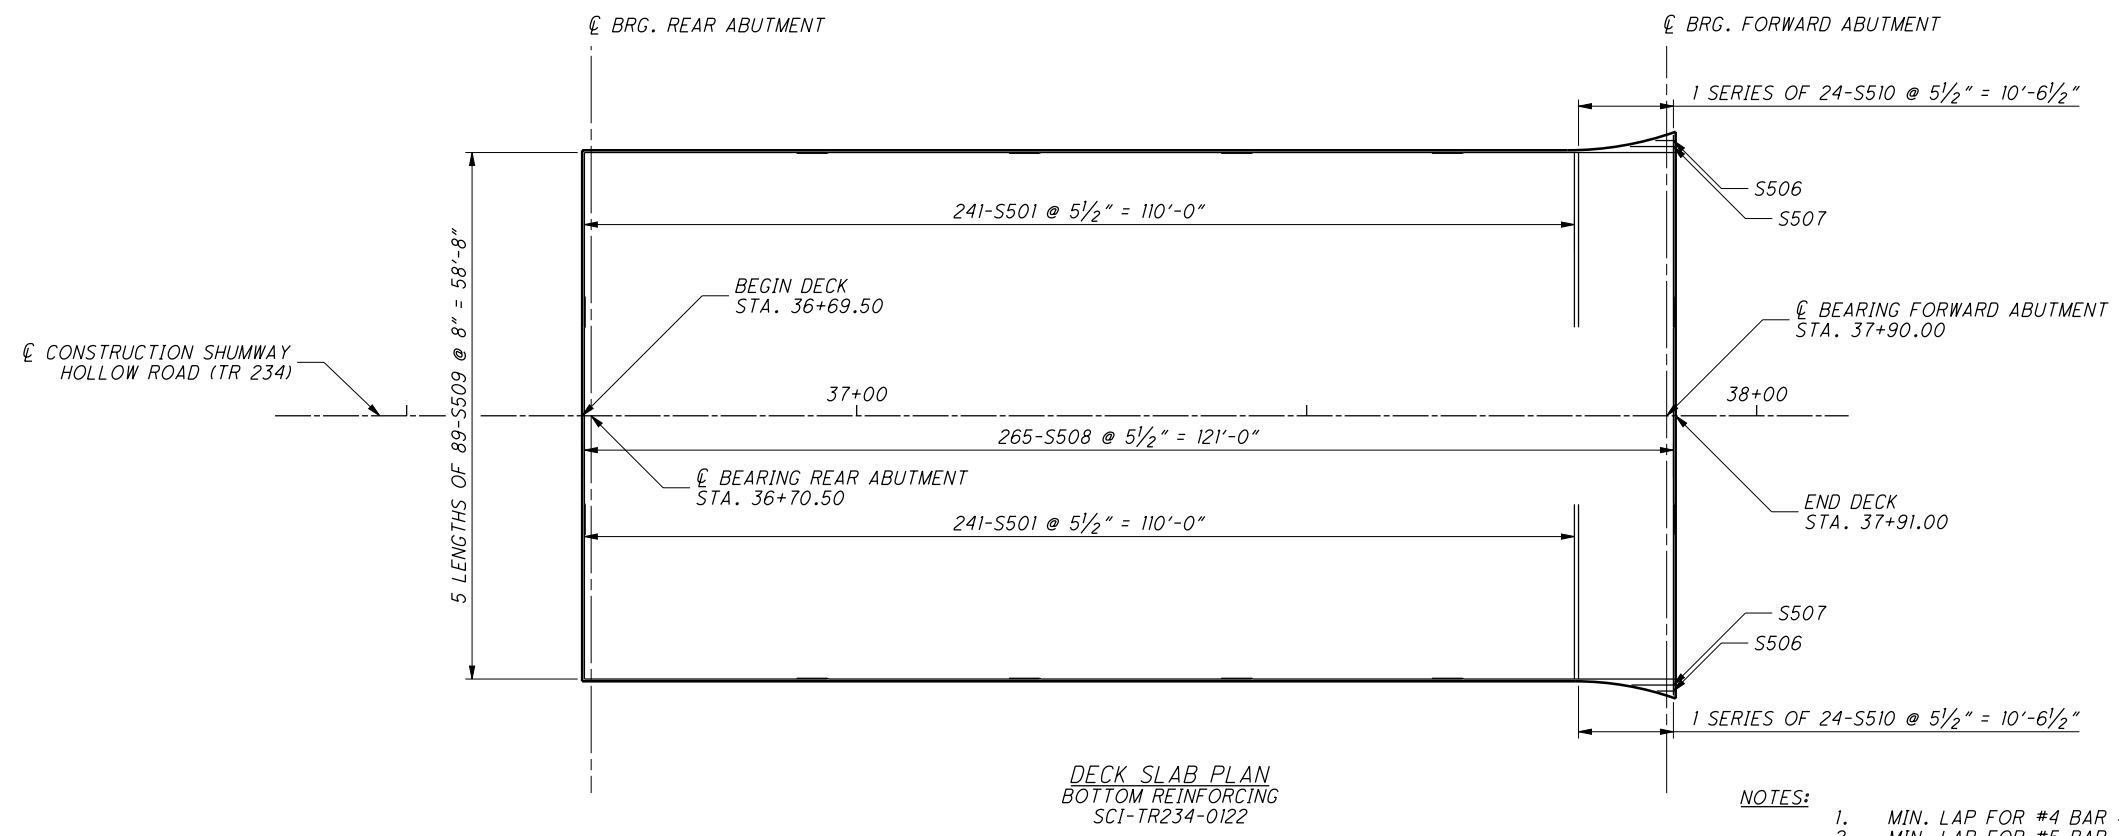 ℄ BRG. REAR ABUTMENT
℄ BRG. FORWARD ABUTMENT
1 SERIES OF 24-S510 @ 5½" = 10'-6½"
S506
S507
241-S501 @ 5½" = 110'-0"
BEGIN DECK
STA. 36+69.50
℄ BEARING FORWARD ABUTMENT
STA. 37+90.00
℄ CONSTRUCTION SHUMWAY
HOLLOW ROAD (TR 234)
5 LENGTHS OF 89-S509 @ 8" = 58'-8"
37+00
38+00
265-S508 @ 5½" = 121'-0"
℄ BEARING REAR ABUTMENT
STA. 36+70.50
END DECK
STA. 37+91.00
241-S501 @ 5½" = 110'-0"
S507
S506
1 SERIES OF 24-S510 @ 5½" = 10'-6½"
DECK SLAB PLAN
BOTTOM REINFORCING
SCI-TR234-0122
NOTES:
1. MIN. LAP FOR #4 BAR
2. MIN. LAP FOR #5 BAR